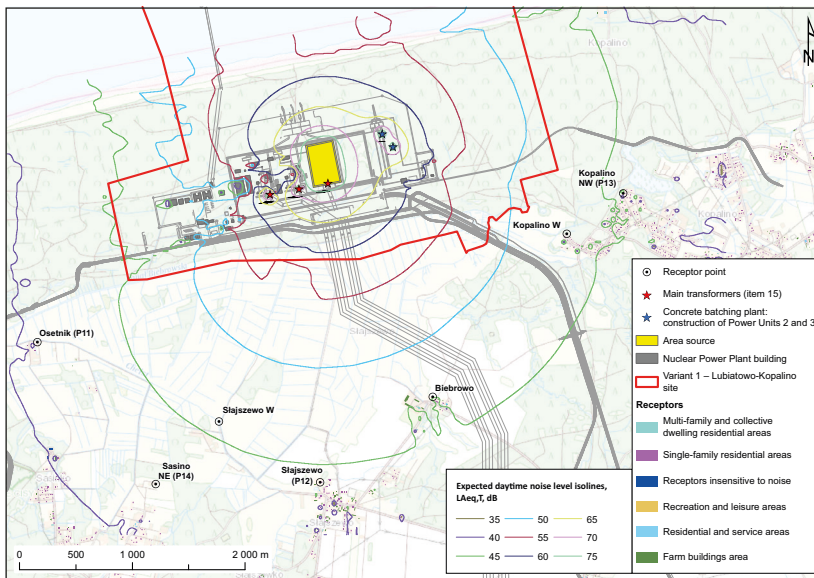 Kopalino
N
Kopalino
NW (P13)
Kopalino W
Kopalino
Osetnik (P11)
Słajszewo
Biebrowo
Słajszewo W
Sasino
NE (P14)
Słajszewo
(P12)
Sasino
0 500 1 000 2 000 m
Expected daytime noise level isolines,
LAeq,T, dB
35 50 65
40 55 70
45 60 75
Receptor point
Main transformers (item 15)
Concrete batching plant:
construction of Power Units 2 and 3
Area source
Nuclear Power Plant building
Variant 1 – Lubiatowo-Kopalino
site
Receptors
Multi-family and collective
dwelling residential areas
Single-family residential areas
Receptors insensitive to noise
Recreation and leisure areas
Residential and service areas
Farm buildings area